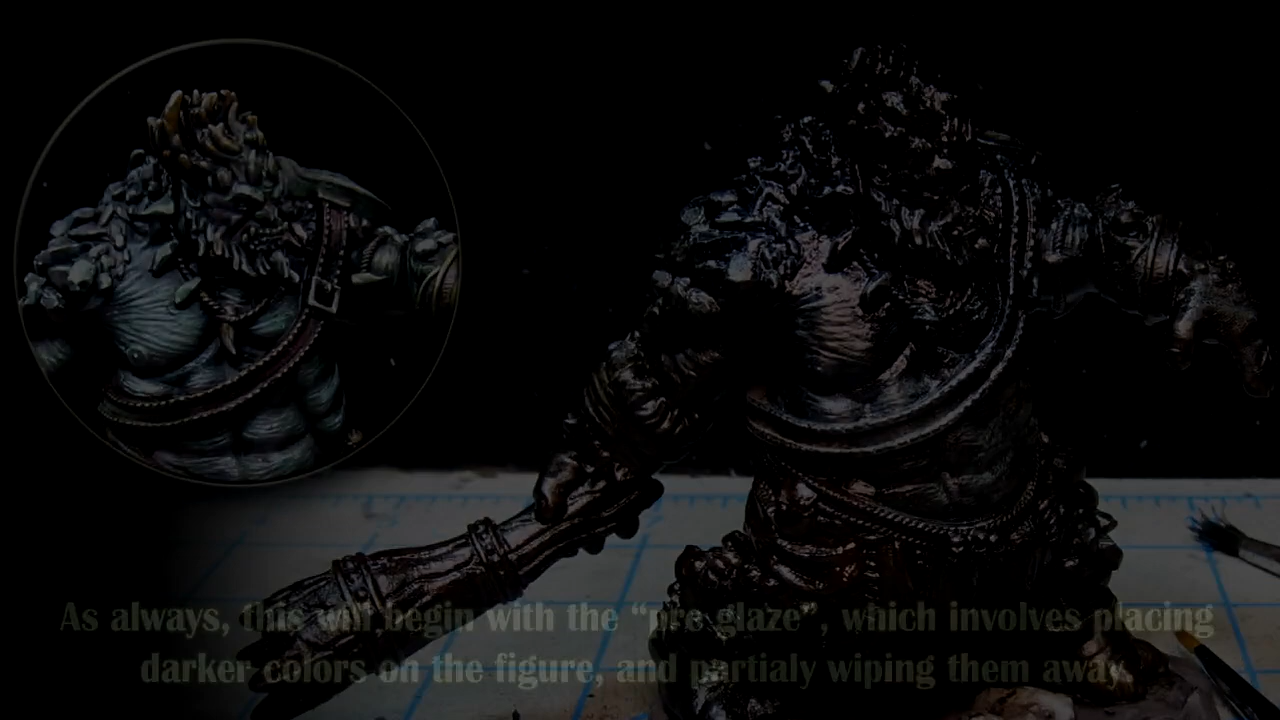 As always, this will begin with the “pre glaze”, which involves placing
darker colors on the figure, and partialy wiping them away.